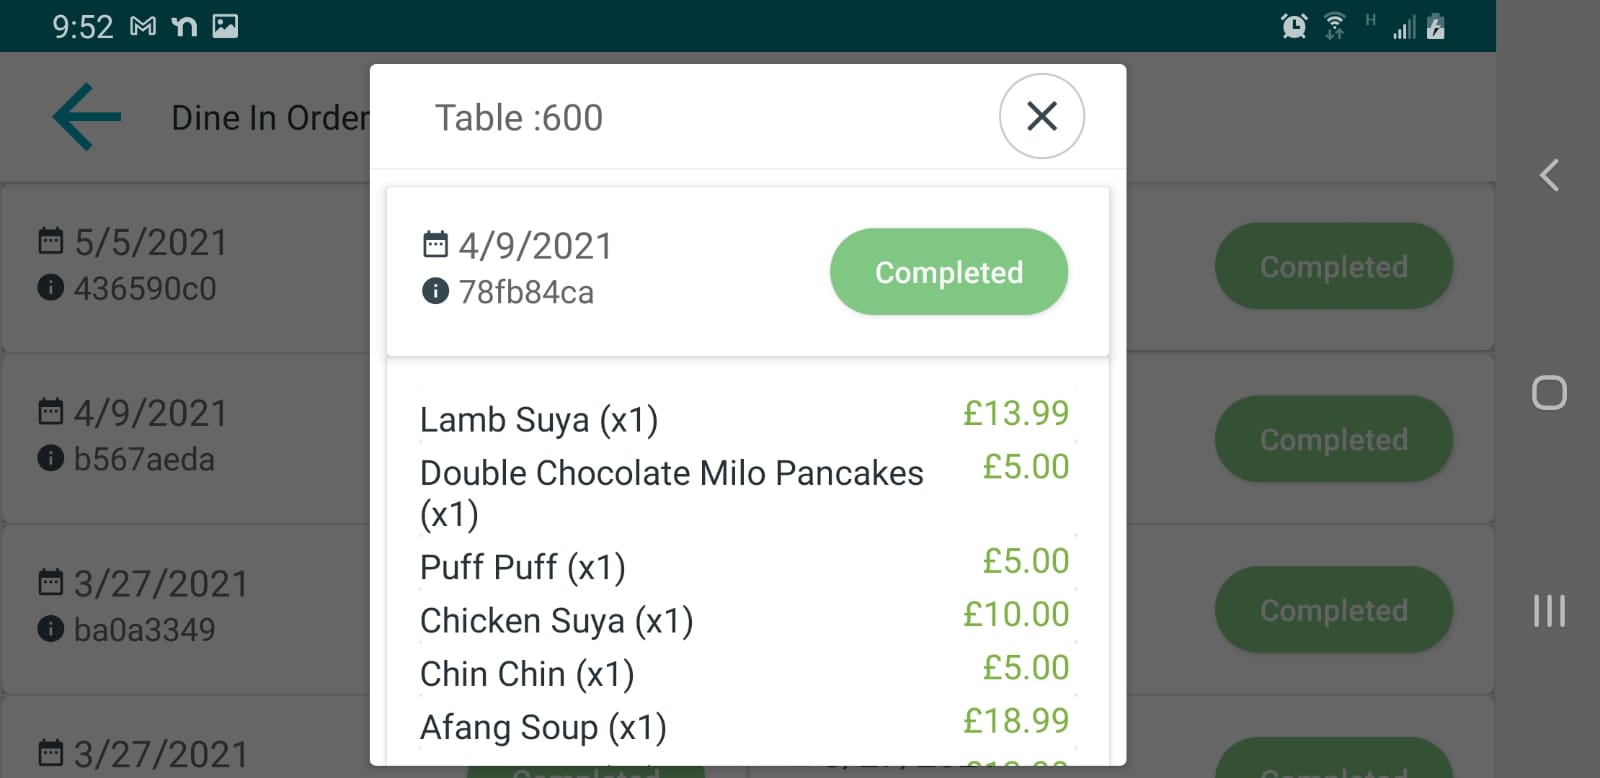 9:52
H
Dine In Order
Table :600
5/5/2021
436590c0
Completed
4/9/2021
78fb84ca
Completed
4/9/2021
b567aeda
Completed
3/27/2021
ba0a3349
Completed
3/27/2021
Lamb Suya (x1) £13.99
Double Chocolate Milo Pancakes £5.00
(x1)
Puff Puff (x1) £5.00
Chicken Suya (x1) £10.00
Chin Chin (x1) £5.00
Afang Soup (x1) £18.99